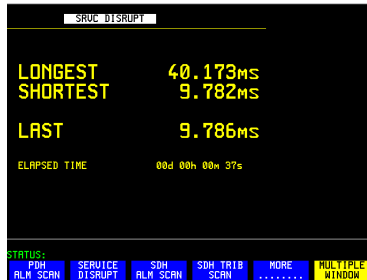 SRVC DISRUPT
LONGEST 40.173ms
SHORTEST 9.782ms
LAST 9.786ms
ELAPSED TIME 00d 00h 00m 37s
STATUS:
PDH ALM SCAN SERVICE DISRUPT SDH ALM SCAN SDH TRIB SCAN MORE ........ MULTIPLE WINDOW